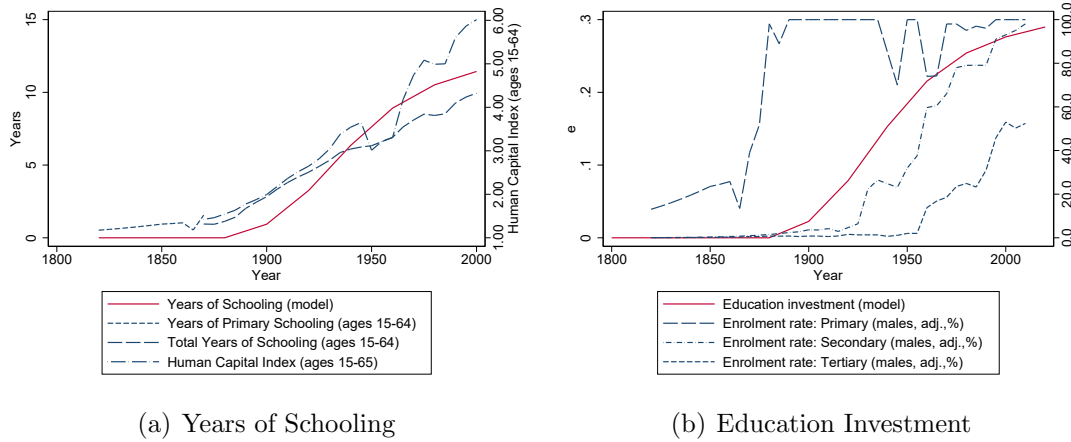 15
10
5
0
Years
6.00
5.00
4.00
3.00
2.00
1.00
Human Capital Index (ages 15-64)
1800
1850
1900
1950
2000
Year
Years of Schooling (model)
Years of Primary Schooling (ages 15-64)
Total Years of Schooling (ages 15-64)
Human Capital Index (ages 15-65)
(a) Years of Schooling
.3
.2
.1
0
e
100.0
80.0
60.0
40.0
20.0
0.0
1800
1850
1900
1950
2000
Year
Education investment (model)
Enrolment rate: Primary (males, adj.,%)
Enrolment rate: Secondary (males, adj.,%)
Enrolment rate: Tertiary (males, adj.,%)
(b) Education Investment